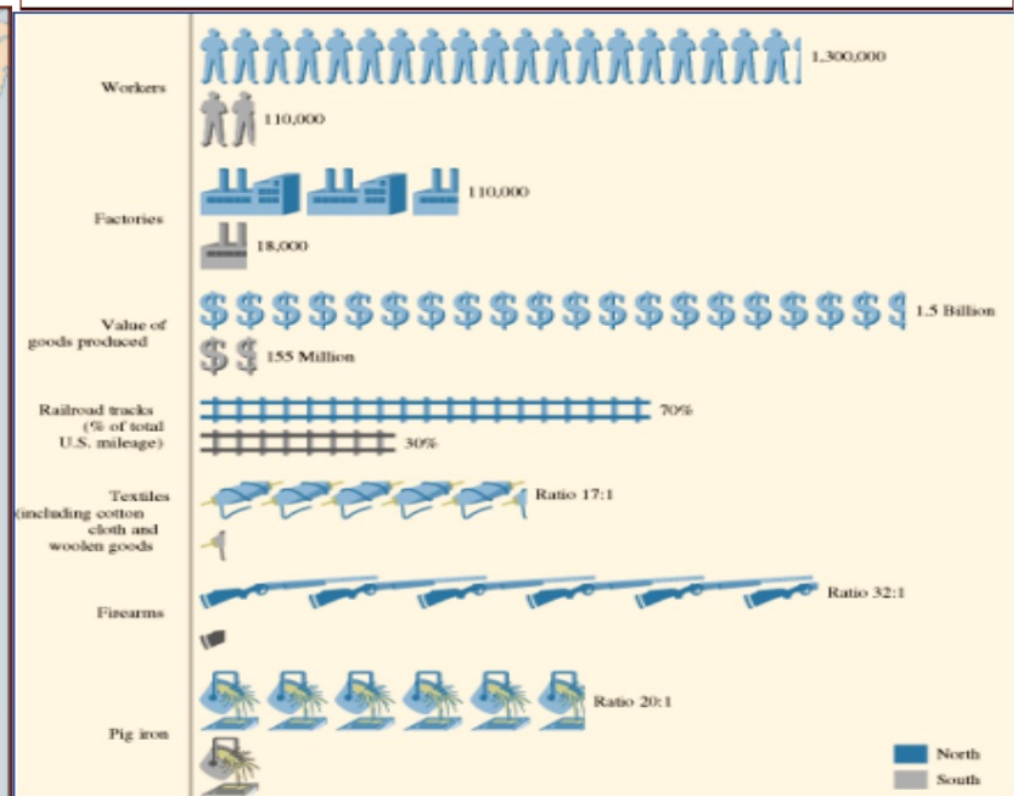 Workers
1,300,000
110,000
Factories
110,000
18,000
Value of
goods produced
1.5 Billion
155 Million
Railroad tracks
(% of total
U.S. mileage)
70%
30%
Textiles
(including cotton
cloth and
woolen goods
Ratio 17:1
Firearms
Ratio 32:1
Pig iron
Ratio 20:1
North
South